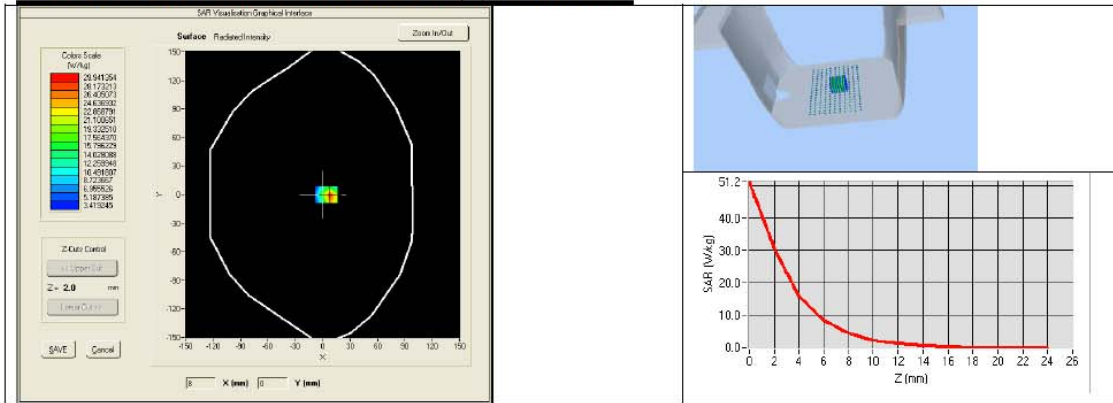 SAR Visualisation Graphical Interface
Surface Radiated Intensity
Zoom In/Out
Colors Scale
(W/kg)
29.941354
28.173213
26.405073
24.636932
22.868791
21.100651
19.332510
17.564370
15.796229
14.028088
12.259948
10.491807
8.723667
6.955526
5.187385
3.419245
150
120
90
60
30
0
-30
-60
-90
-120
-150
Y
-150 -120 -90 -60 -30 0 30 60 90 120 150
X
Z-Cuts Control
Z = 2.0 mm
SAVE Cancel
8 X (mm) 0 Y (mm)
51.2
40.0
30.0
20.0
10.0
0.0
SAR (W/kg)
0 2 4 6 8 10 12 14 16 18 20 22 24 26
Z (mm)